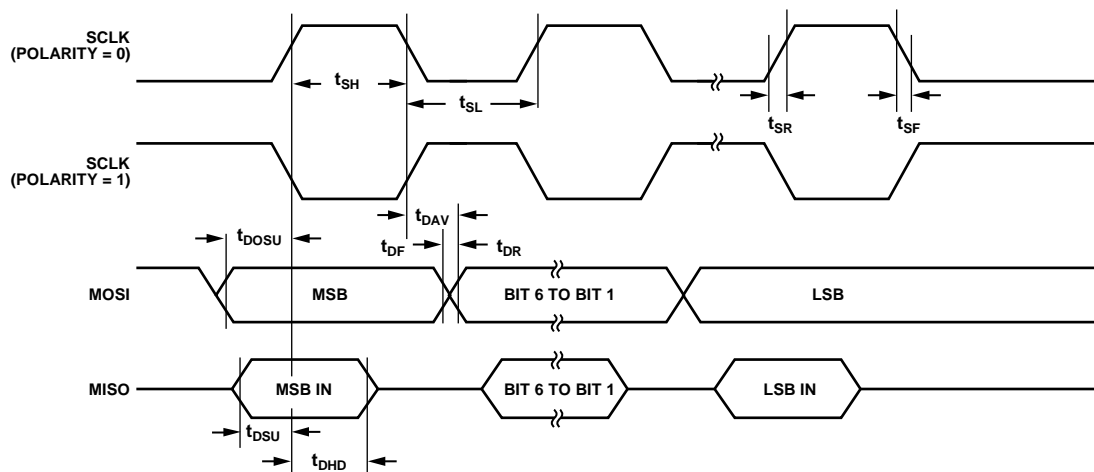 SCLK
(POLARITY = 0)
tSH
tSL
tSR
tSF
SCLK
(POLARITY = 1)
tDAV
tDOSU
tDF
tDR
MOSI
MSB
BIT 6 TO BIT 1
LSB
MISO
MSB IN
BIT 6 TO BIT 1
LSB IN
tDSU
tDHD